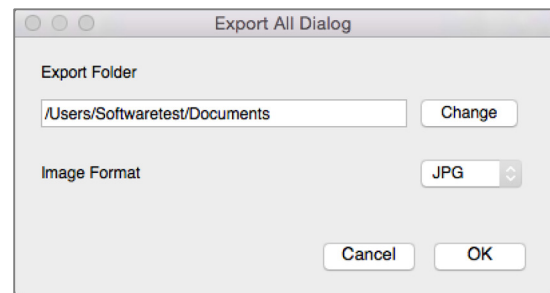 Export All Dialog
Export Folder
/Users/Softwaretest/Documents
Change
Image Format
JPG
Cancel
OK